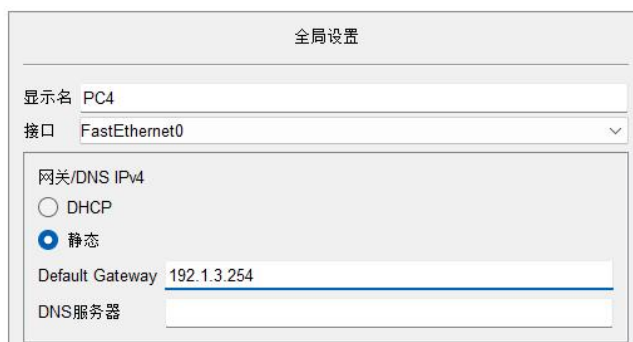 全局设置
显示名 PC4
接口 FastEthernet0
网关/DNS IPv4
DHCP
静态
Default Gateway 192.1.3.254
DNS服务器